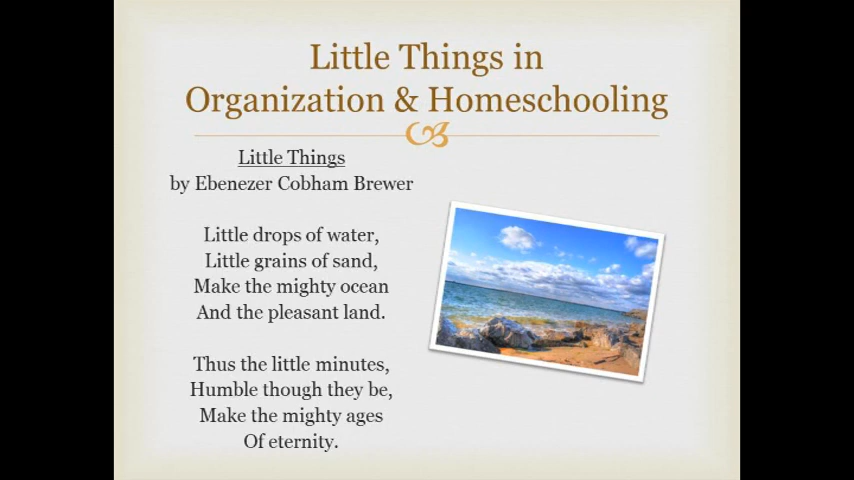 Little Things in
Organization & Homeschooling
Little Things
by Ebenezer Cobham Brewer
Little drops of water,
Little grains of sand,
Make the mighty ocean
And the pleasant land.
Thus the little minutes,
Humble though they be,
Make the mighty ages
Of eternity.